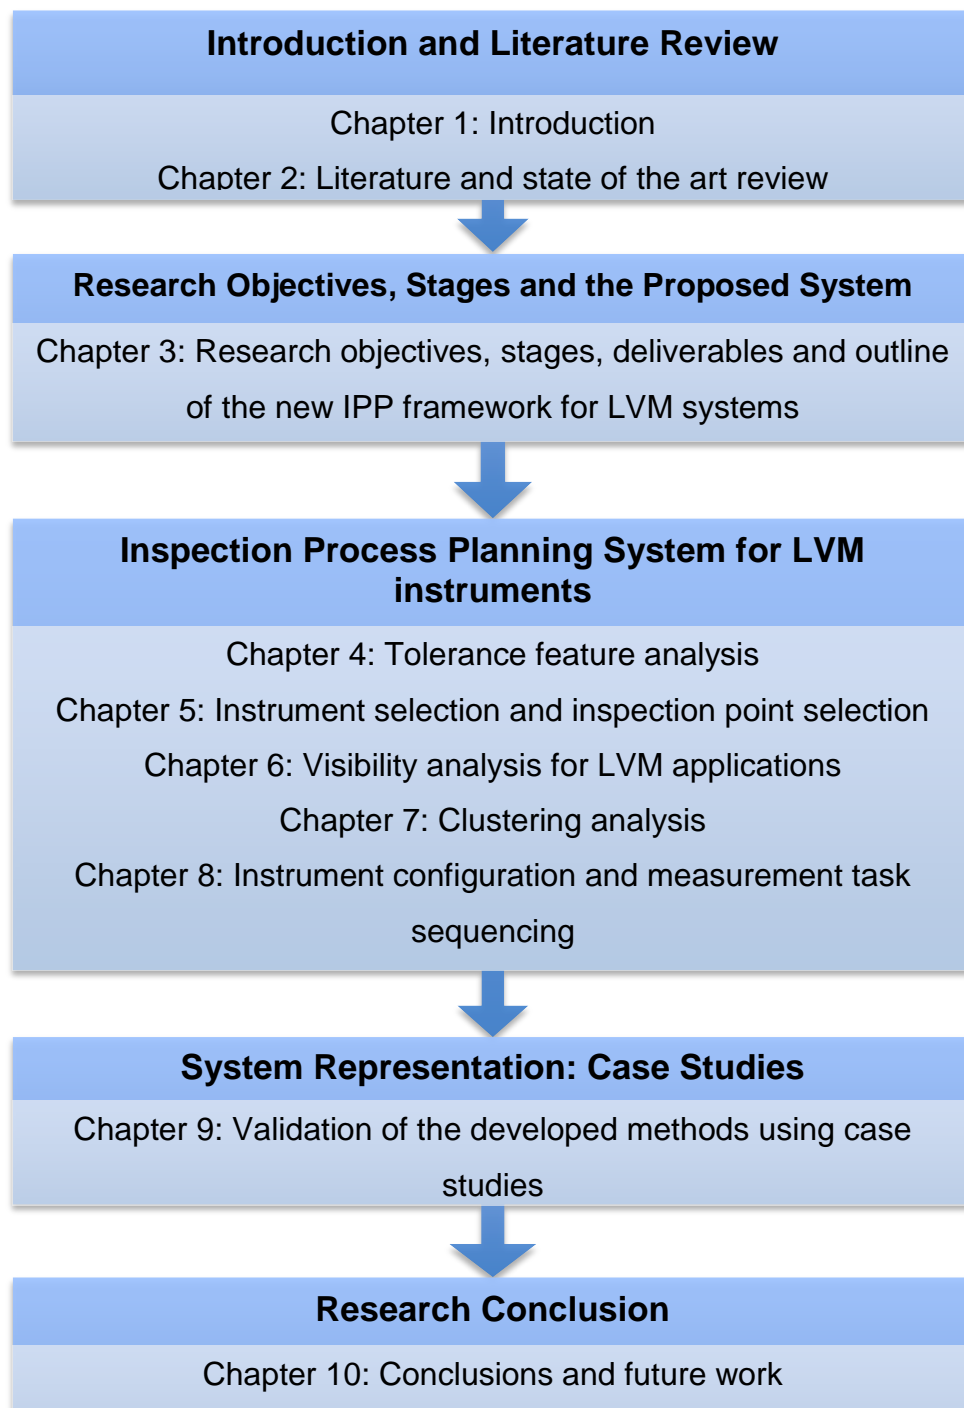 Introduction and Literature Review
Chapter 1: Introduction
Chapter 2: Literature and state of the art review
Research Objectives, Stages and the Proposed System
Chapter 3: Research objectives, stages, deliverables and outline
of the new IPP framework for LVM systems
Inspection Process Planning System for LVM
instruments
Chapter 4: Tolerance feature analysis
Chapter 5: Instrument selection and inspection point selection
Chapter 6: Visibility analysis for LVM applications
Chapter 7: Clustering analysis
Chapter 8: Instrument configuration and measurement task
sequencing
System Representation: Case Studies
Chapter 9: Validation of the developed methods using case
studies
Research Conclusion
Chapter 10: Conclusions and future work